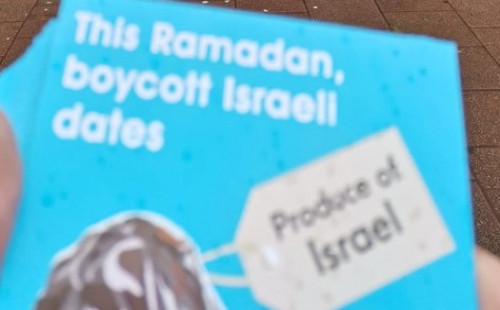 This Ramadan,
boycott Israeli
dates
Produce of
Israel